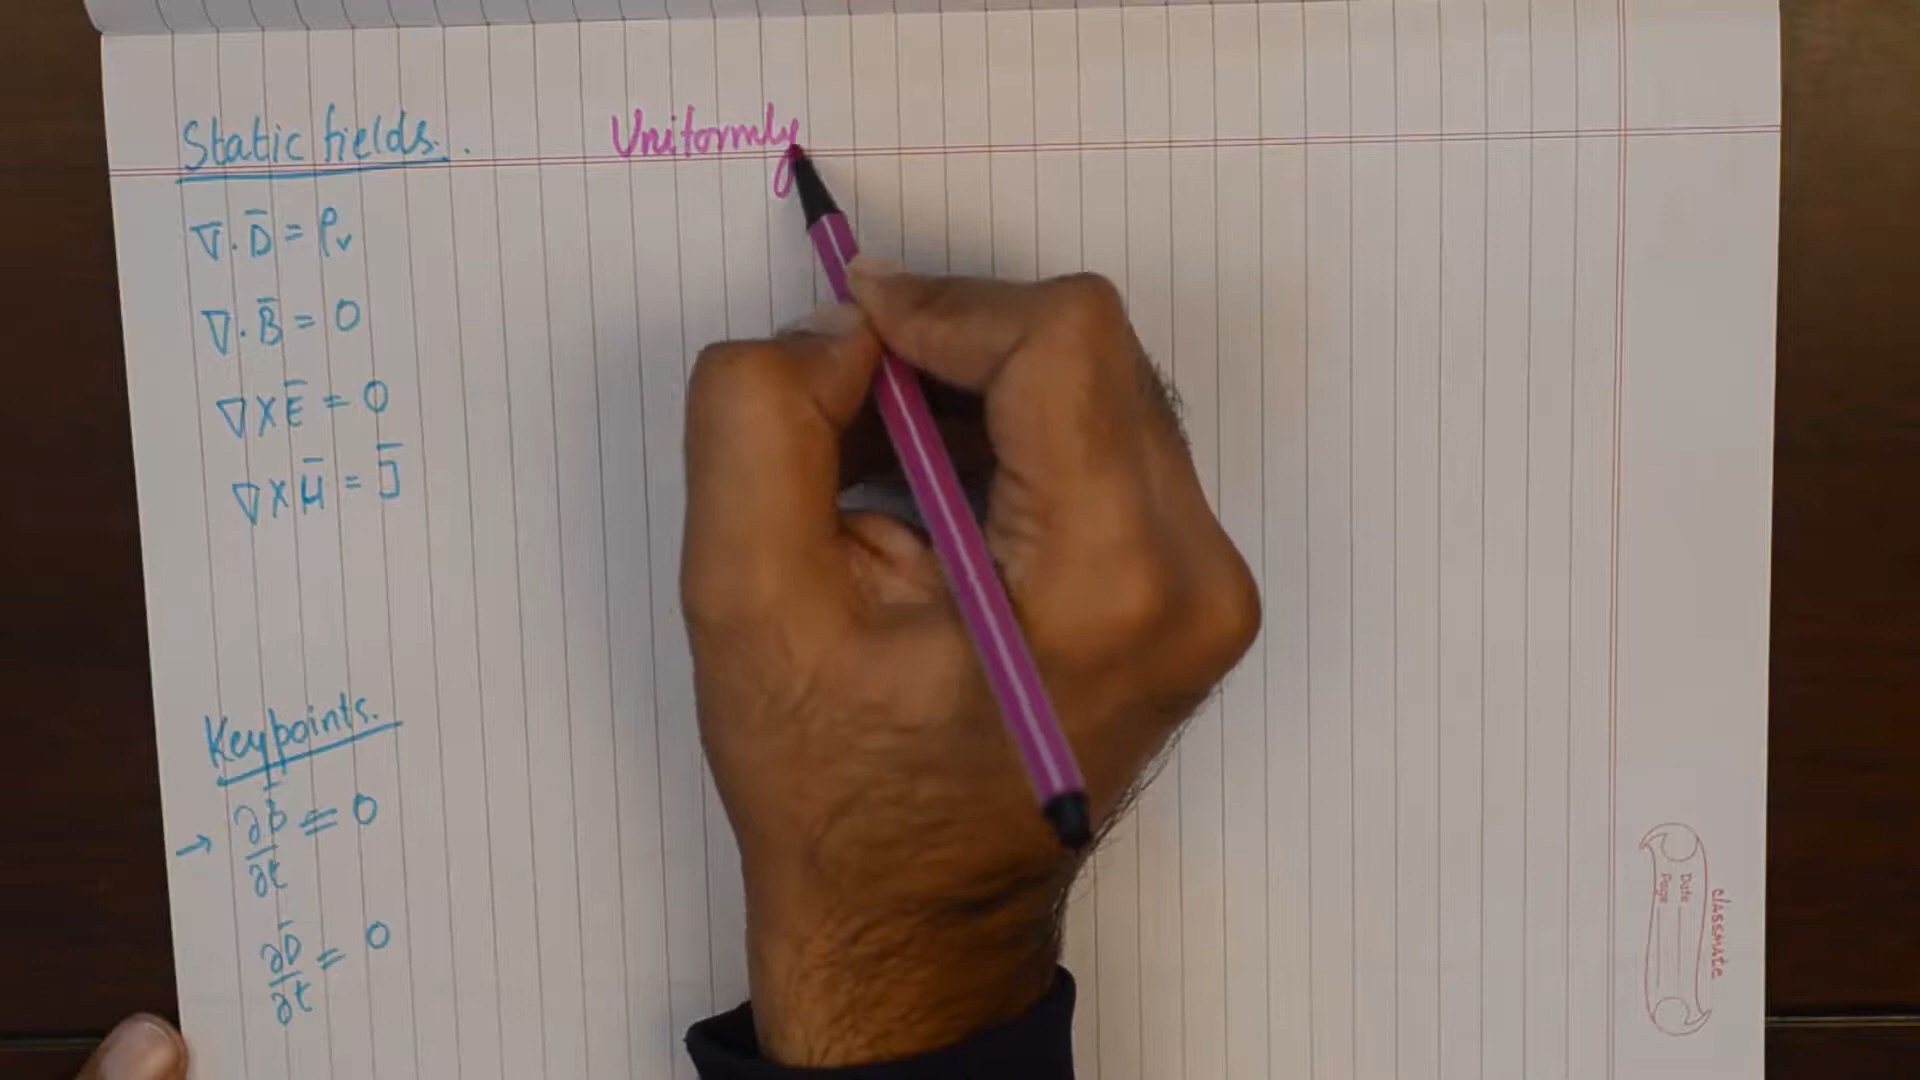 Static fields.
Uniformly
∇·D̄ = ρv
∇·B̄ = 0
∇×Ē = 0
∇×H̄ = J̄
Keypoints.
→ ∂b̄/∂t = 0
∂D̄/∂t = 0
classmate
Date
Page